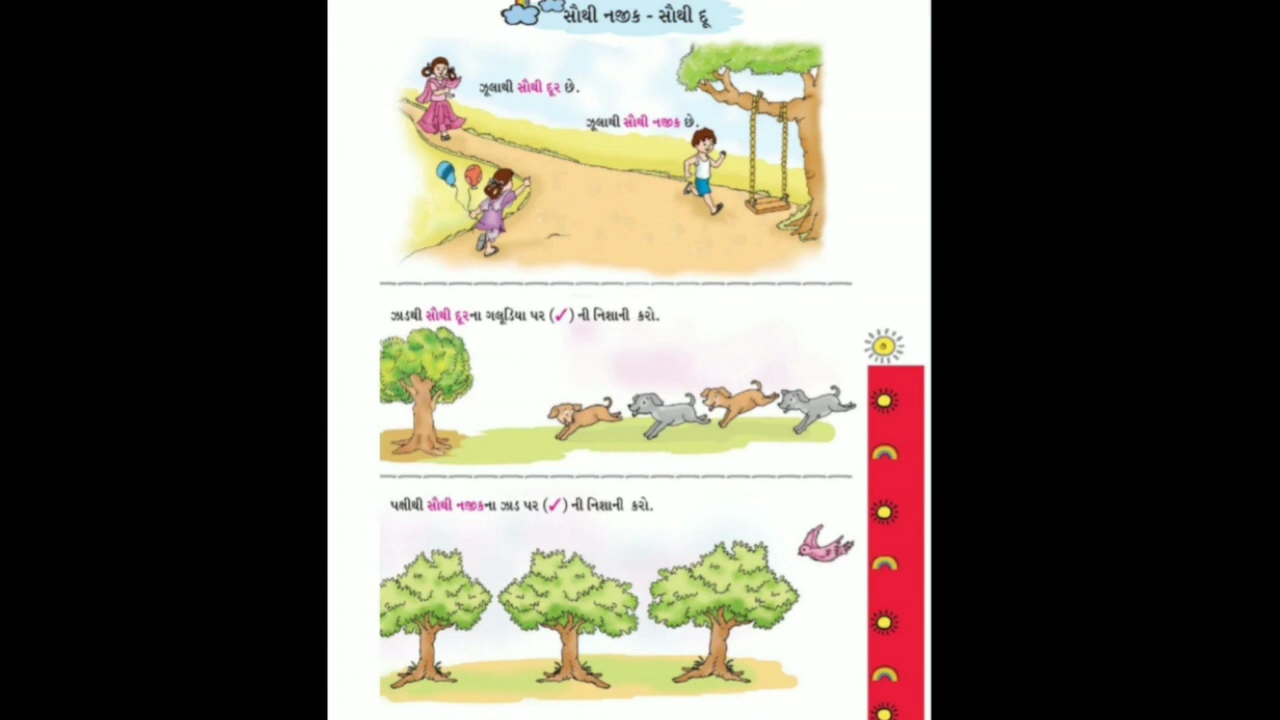 સૌથી નજીક - સૌથી દૂ
ઝૂલાથી સૌથી દૂર છે.
ઝૂલાથી સૌથી નજીક છે.
ઝાડથી સૌથી દૂરના ગલૂડિયા પર (✓) ની નિશાની કરો.
પક્ષીથી સૌથી નજીકના ઝાડ પર (✓) ની નિશાની કરો.